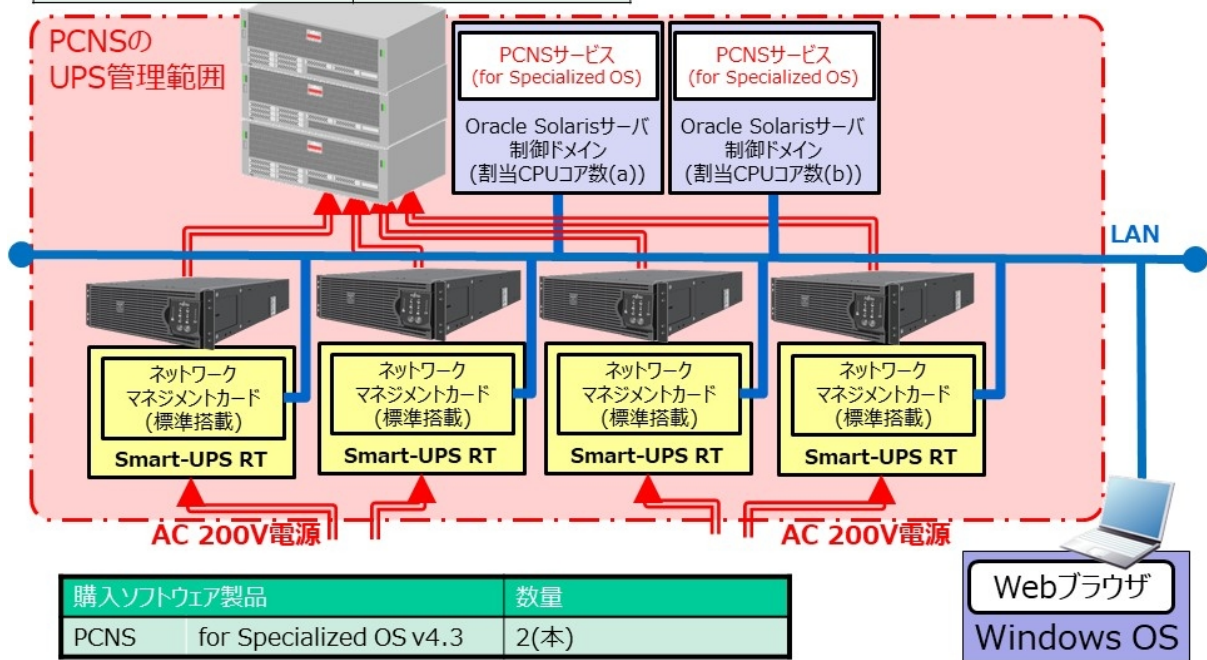 PCNSの
UPS管理範囲
PCNSサービス
(for Specialized OS)
Oracle Solarisサーバ
制御ドメイン
(割当CPUコア数(a))
PCNSサービス
(for Specialized OS)
Oracle Solarisサーバ
制御ドメイン
(割当CPUコア数(b))
LAN
ネットワーク
マネジメントカード
(標準搭載)
Smart-UPS RT
ネットワーク
マネジメントカード
(標準搭載)
Smart-UPS RT
ネットワーク
マネジメントカード
(標準搭載)
Smart-UPS RT
ネットワーク
マネジメントカード
(標準搭載)
Smart-UPS RT
AC 200V電源
AC 200V電源
購入ソフトウェア製品 数量
PCNS for Specialized OS v4.3 2(本)
Webブラウザ
Windows OS